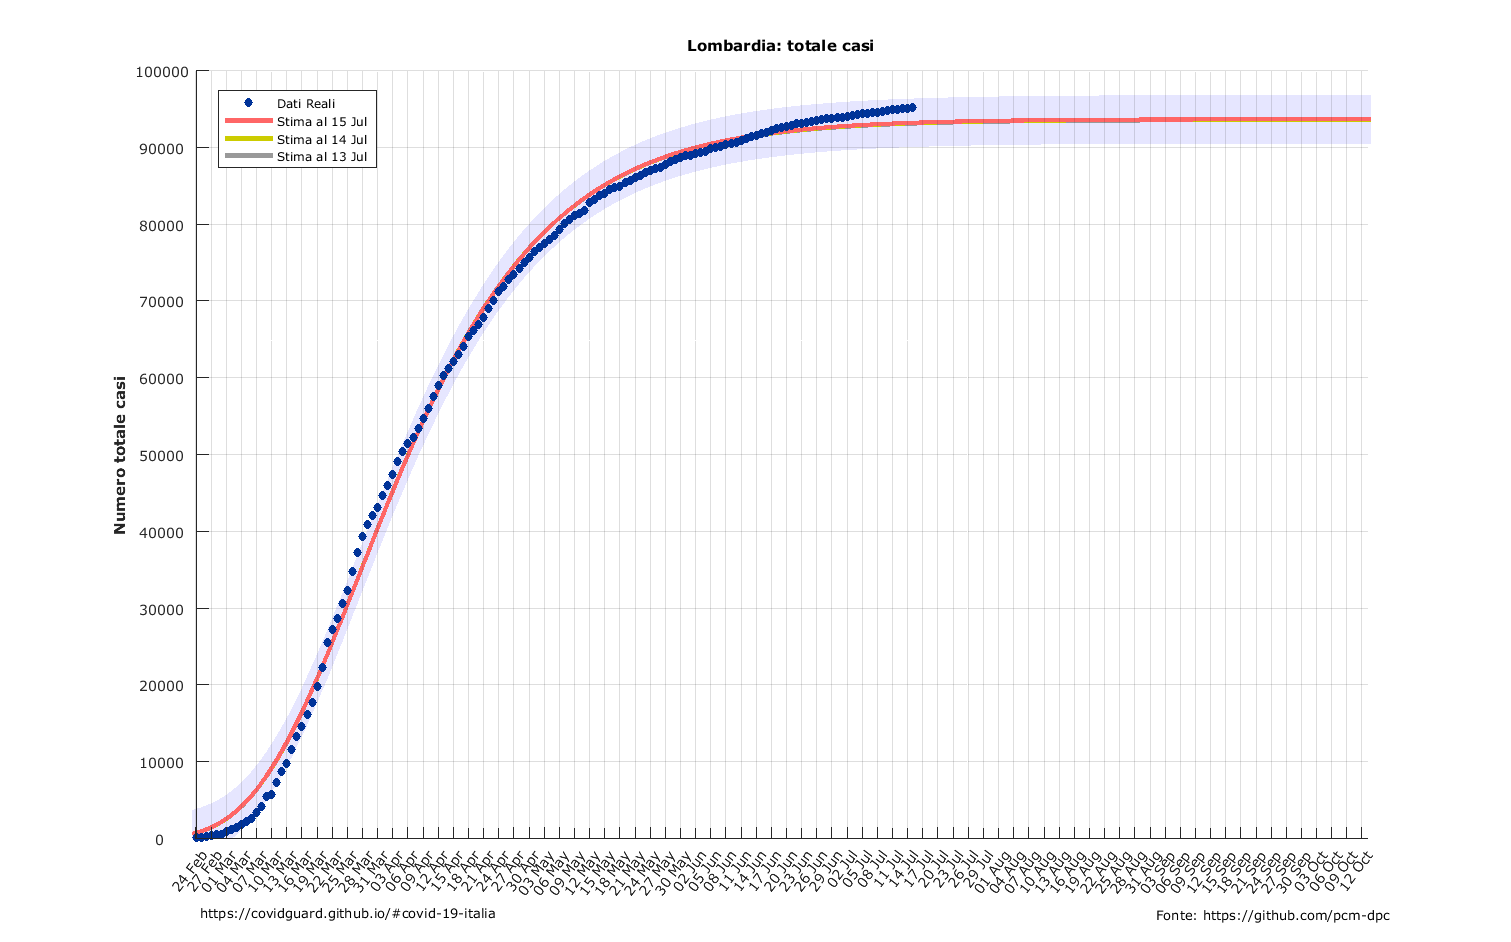 Lombardia: totale casi
100000
90000
80000
70000
60000
50000
40000
30000
20000
10000
0
Numero totale casi
Dati Reali
Stima al 15 Jul
Stima al 14 Jul
Stima al 13 Jul
24 Feb
27 Feb
01 Mar
04 Mar
07 Mar
10 Mar
13 Mar
16 Mar
19 Mar
22 Mar
25 Mar
28 Mar
31 Mar
03 Apr
06 Apr
09 Apr
12 Apr
15 Apr
18 Apr
21 Apr
24 Apr
27 Apr
30 Apr
03 May
06 May
09 May
12 May
15 May
18 May
21 May
24 May
27 May
30 May
02 Jun
05 Jun
08 Jun
11 Jun
14 Jun
17 Jun
20 Jun
23 Jun
26 Jun
29 Jun
02 Jul
05 Jul
08 Jul
11 Jul
14 Jul
17 Jul
20 Jul
23 Jul
26 Jul
29 Jul
01 Aug
04 Aug
07 Aug
10 Aug
13 Aug
16 Aug
19 Aug
22 Aug
25 Aug
28 Aug
31 Aug
03 Sep
06 Sep
09 Sep
12 Sep
15 Sep
18 Sep
21 Sep
24 Sep
27 Sep
30 Sep
03 Oct
06 Oct
09 Oct
12 Oct
https://covidguard.github.io/#covid-19-italia
Fonte: https://github.com/pcm-dpc